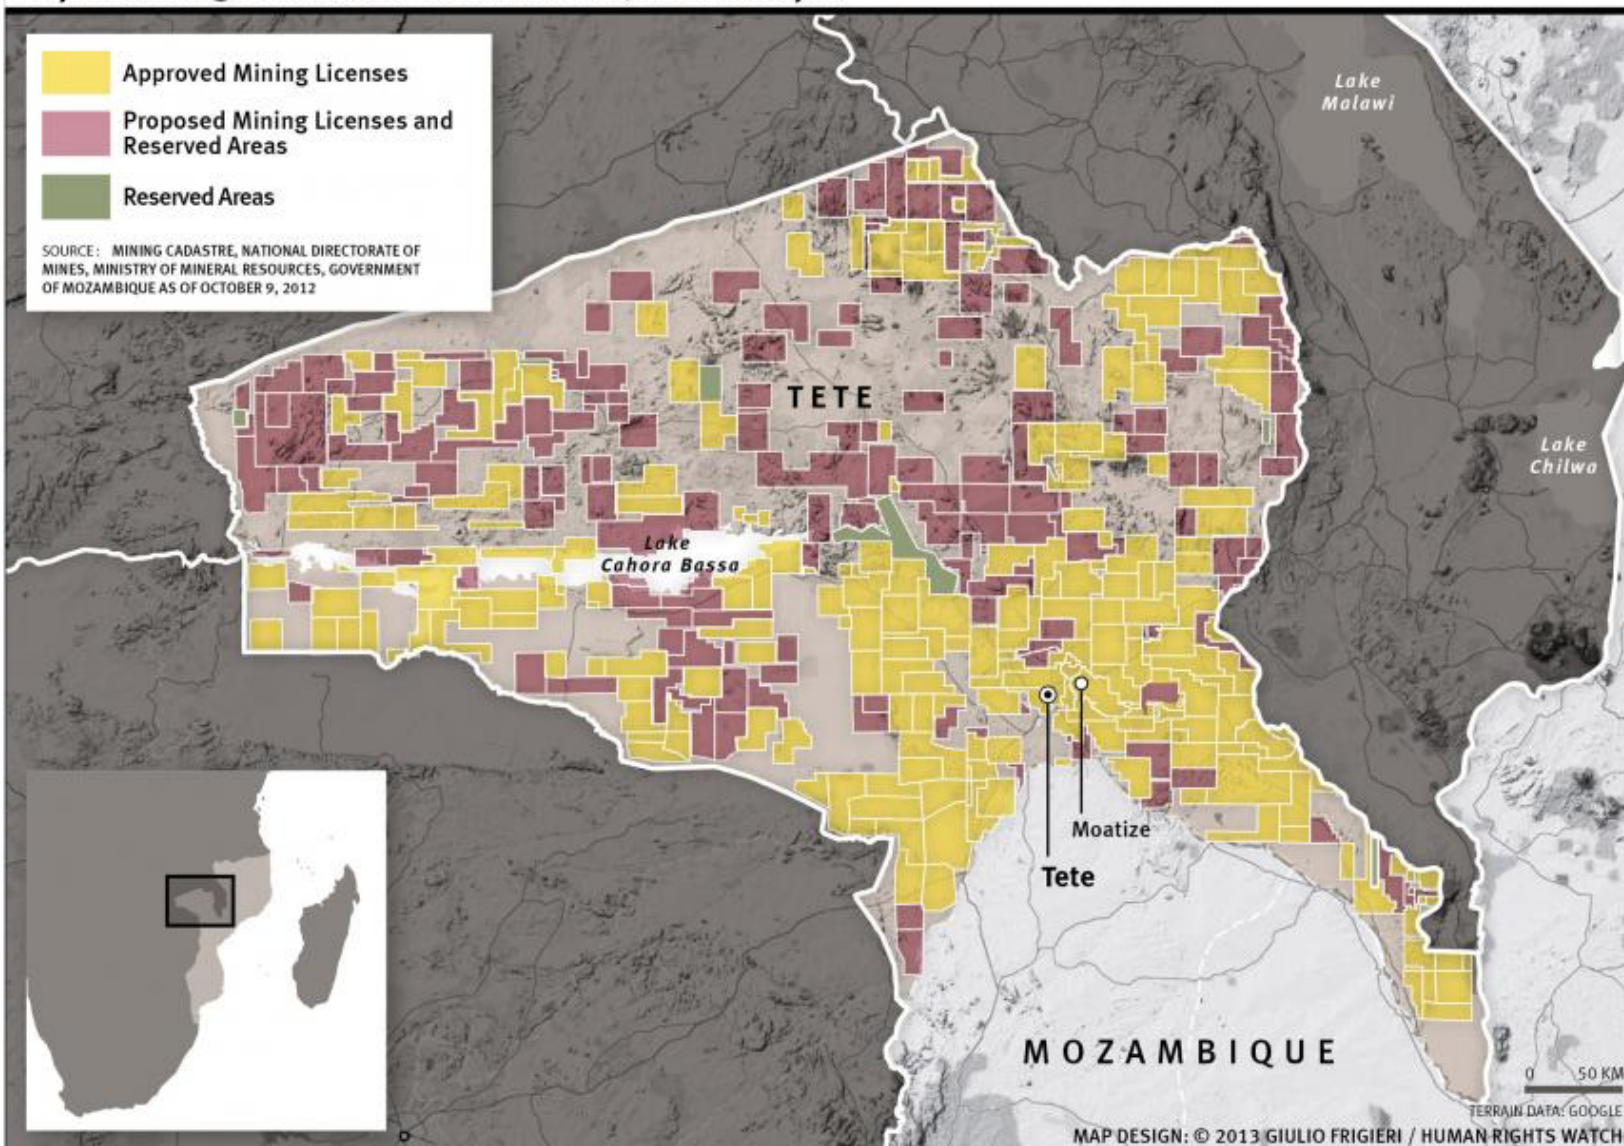 Approved Mining Licenses
Proposed Mining Licenses and
Reserved Areas
Reserved Areas
SOURCE: MINING CADASTRE, NATIONAL DIRECTORATE OF
MINES, MINISTRY OF MINERAL RESOURCES, GOVERNMENT
OF MOZAMBIQUE AS OF OCTOBER 9, 2012
Lake
Malawi
TETE
Lake
Chilwa
Lake
Cahora Bassa
Moatize
Tete
MOZAMBIQUE
0 50 KM
TERRAIN DATA: GOOGLE
MAP DESIGN: © 2013 GIULIO FRIGIERI / HUMAN RIGHTS WATCH